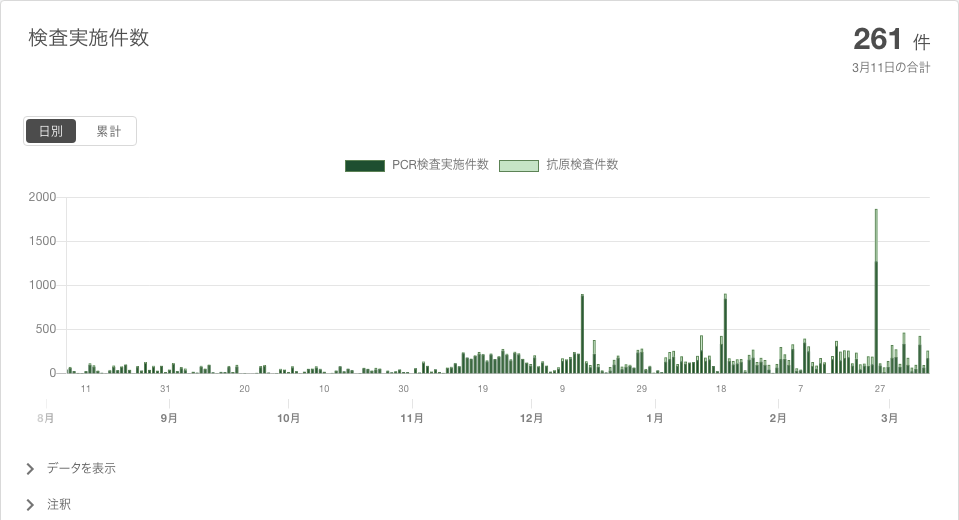 検査実施件数
261 件
3月11日の合計
日別 累計
PCR検査実施件数 抗原検査件数
2000
1500
1000
500
0
11 31 20 10 30 19 9 29 18 7 27
8月 9月 10月 11月 12月 1月 2月 3月
データを表示
注釈